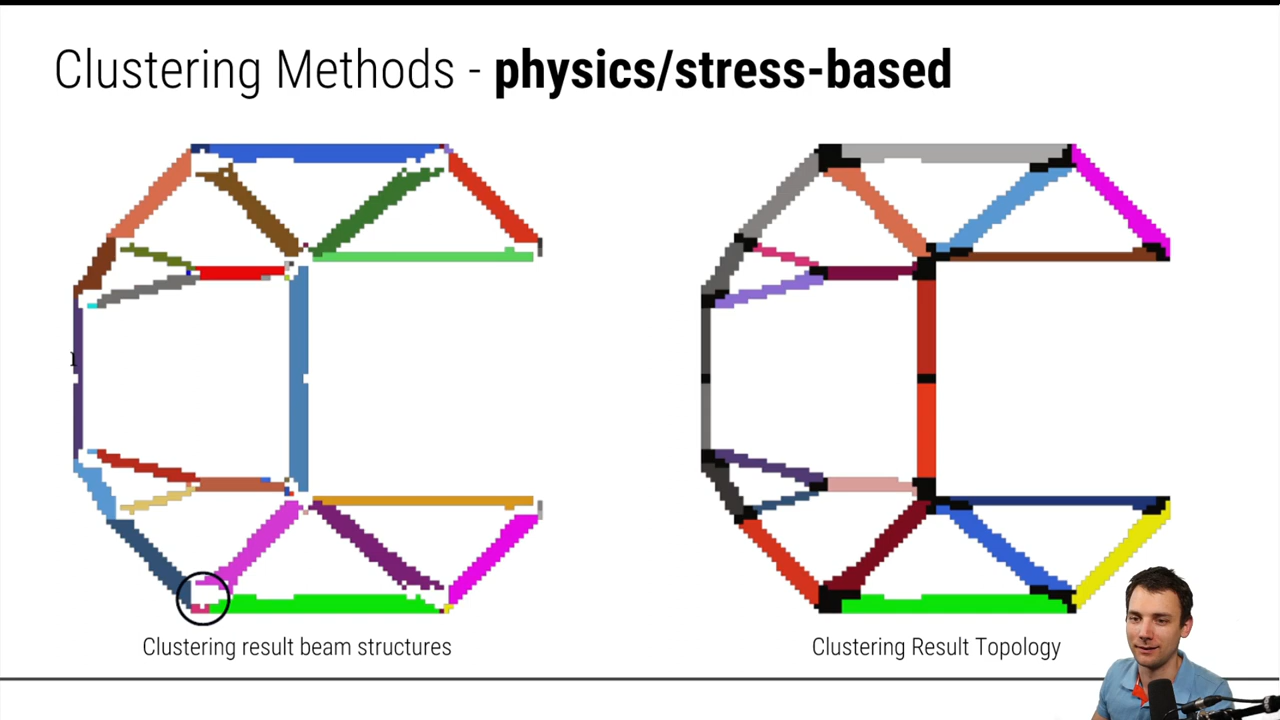 Clustering Methods - physics/stress-based
Clustering result beam structures
Clustering Result Topology